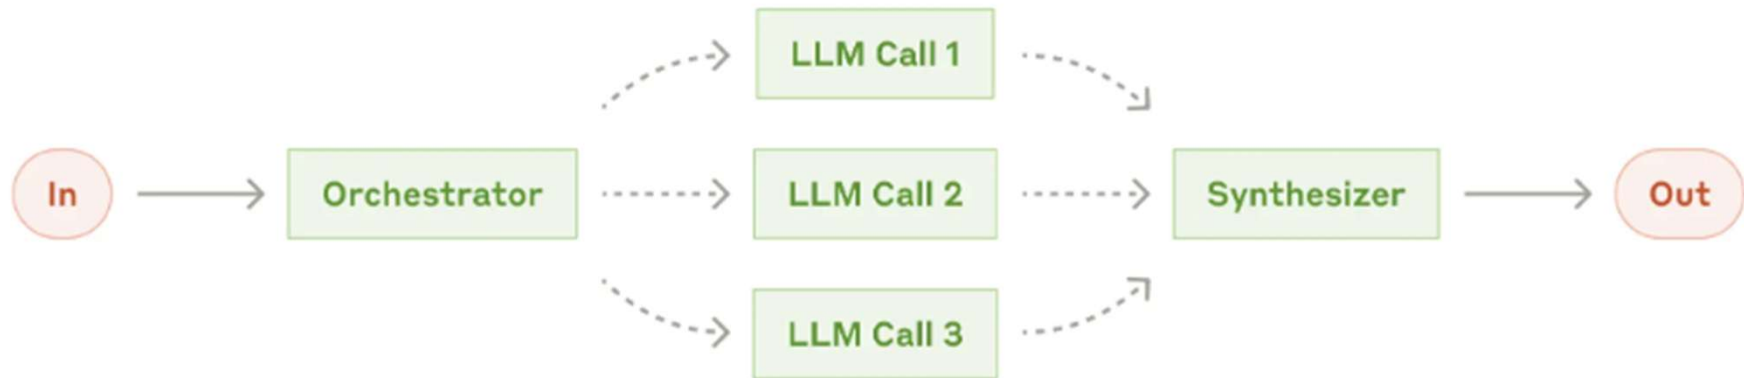 In
Orchestrator
LLM Call 1
LLM Call 2
LLM Call 3
Synthesizer
Out